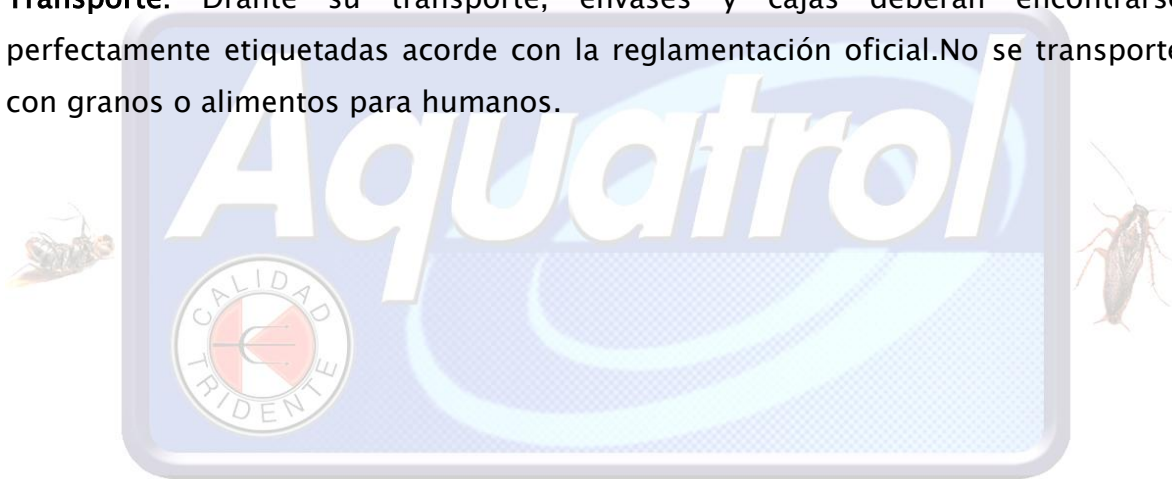 Transporte: Drante su transporte, envases y cajas deberán encontrarse
perfectamente etiquetadas acorde con la reglamentación oficial.No se transporte
con granos o alimentos para humanos.
Aquatrol
CALIDAD
TRIDENTE